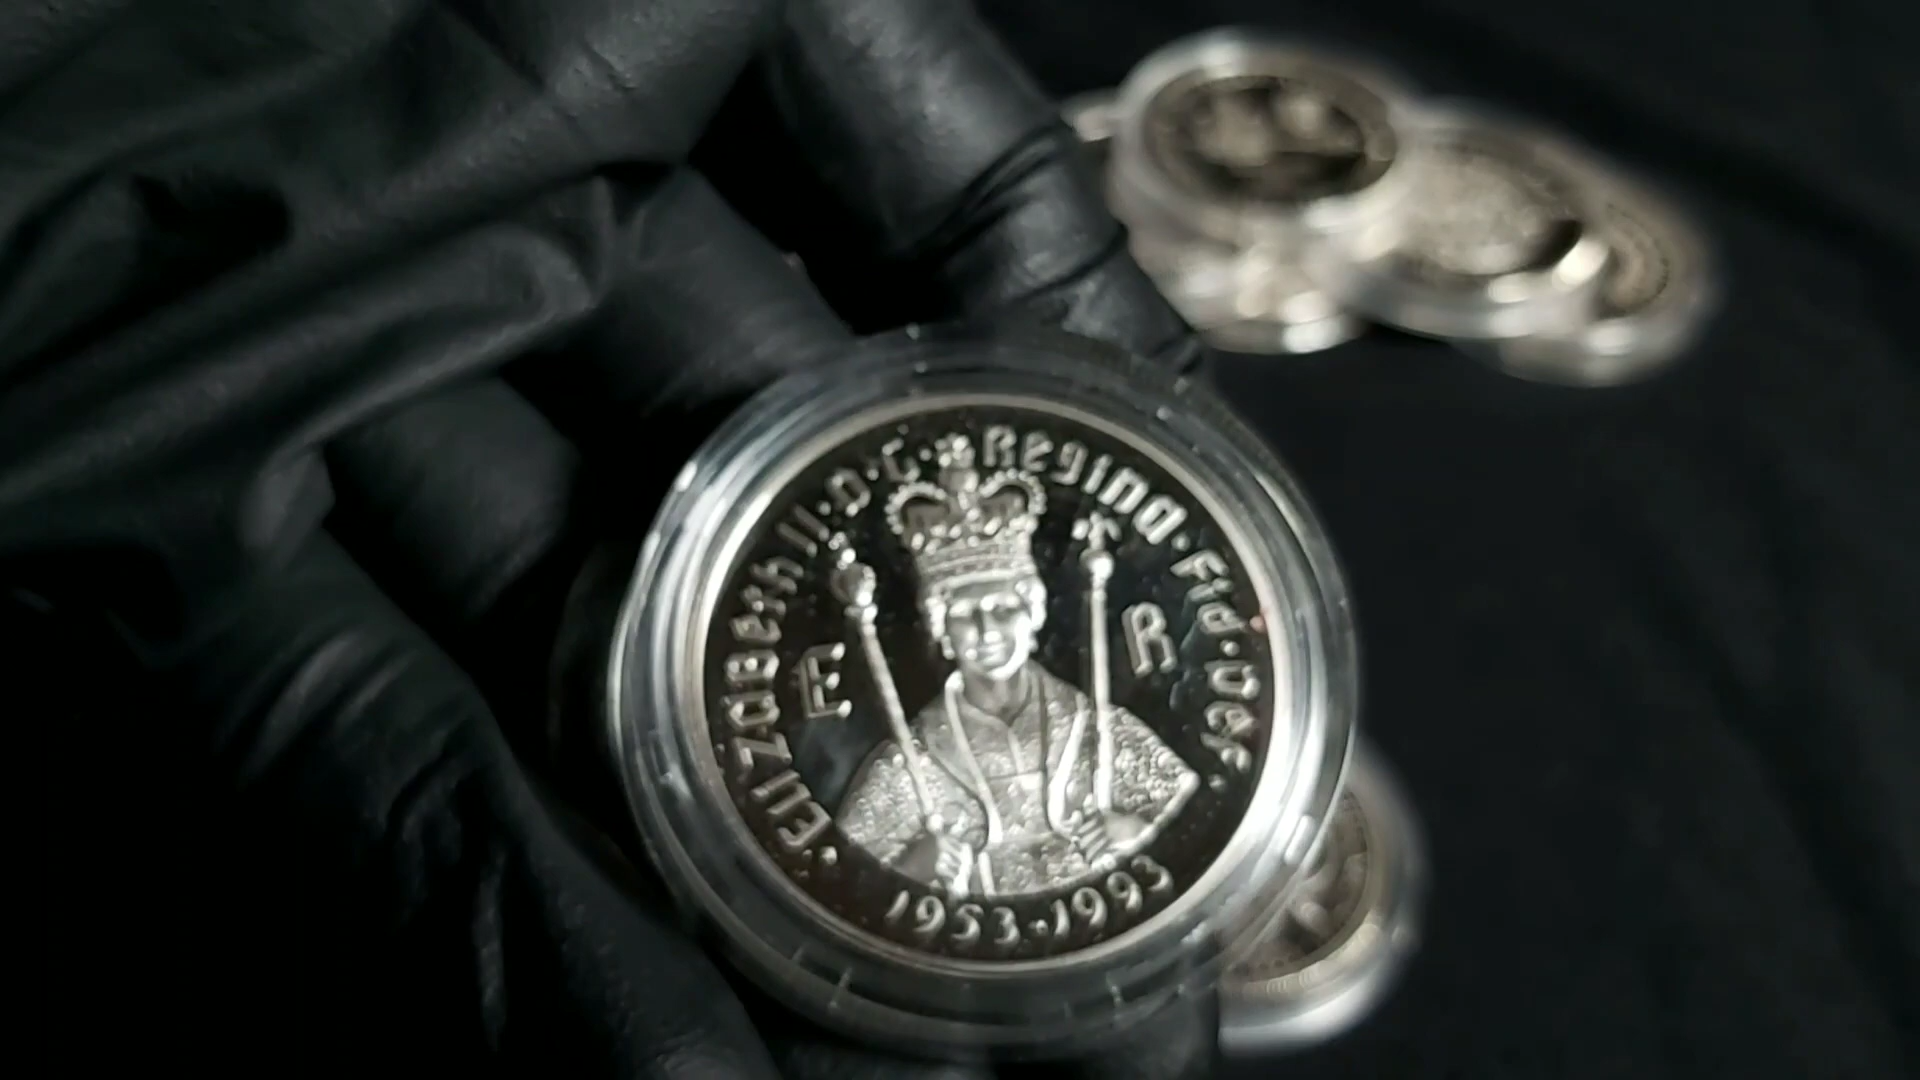 Elizabeth II · D · G · Regina · Fid · Def ·
E R
1953 · 1993